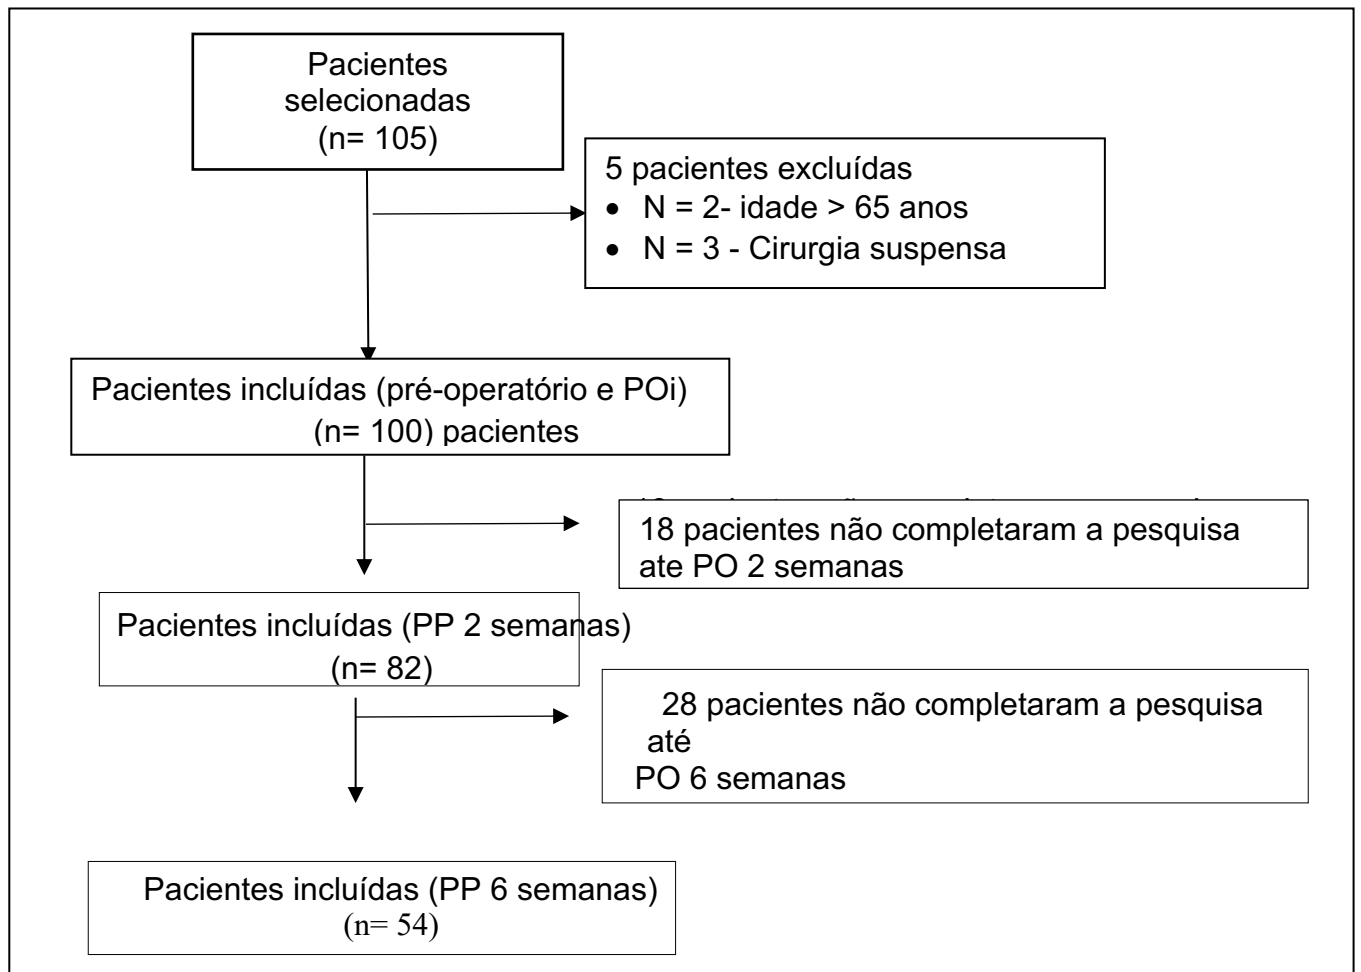 Pacientes
selecionadas
(n= 105)
5 pacientes excluídas
• N = 2- idade > 65 anos
• N = 3 - Cirurgia suspensa
Pacientes incluídas (pré-operatório e POi)
(n= 100) pacientes
18 pacientes não completaram a pesquisa
ate PO 2 semanas
Pacientes incluídas (PP 2 semanas)
(n= 82)
28 pacientes não completaram a pesquisa
até
PO 6 semanas
Pacientes incluídas (PP 6 semanas)
(n= 54)